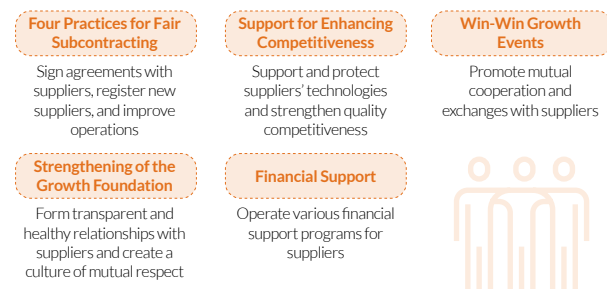 Four Practices for Fair
Subcontracting
Sign agreements with
suppliers, register new
suppliers, and improve
operations
Support for Enhancing
Competitiveness
Support and protect
suppliers’ technologies
and strengthen quality
competitiveness
Win-Win Growth
Events
Promote mutual
cooperation and
exchanges with suppliers
Strengthening of the
Growth Foundation
Form transparent and
healthy relationships with
suppliers and create a
culture of mutual respect
Financial Support
Operate various financial
support programs for
suppliers